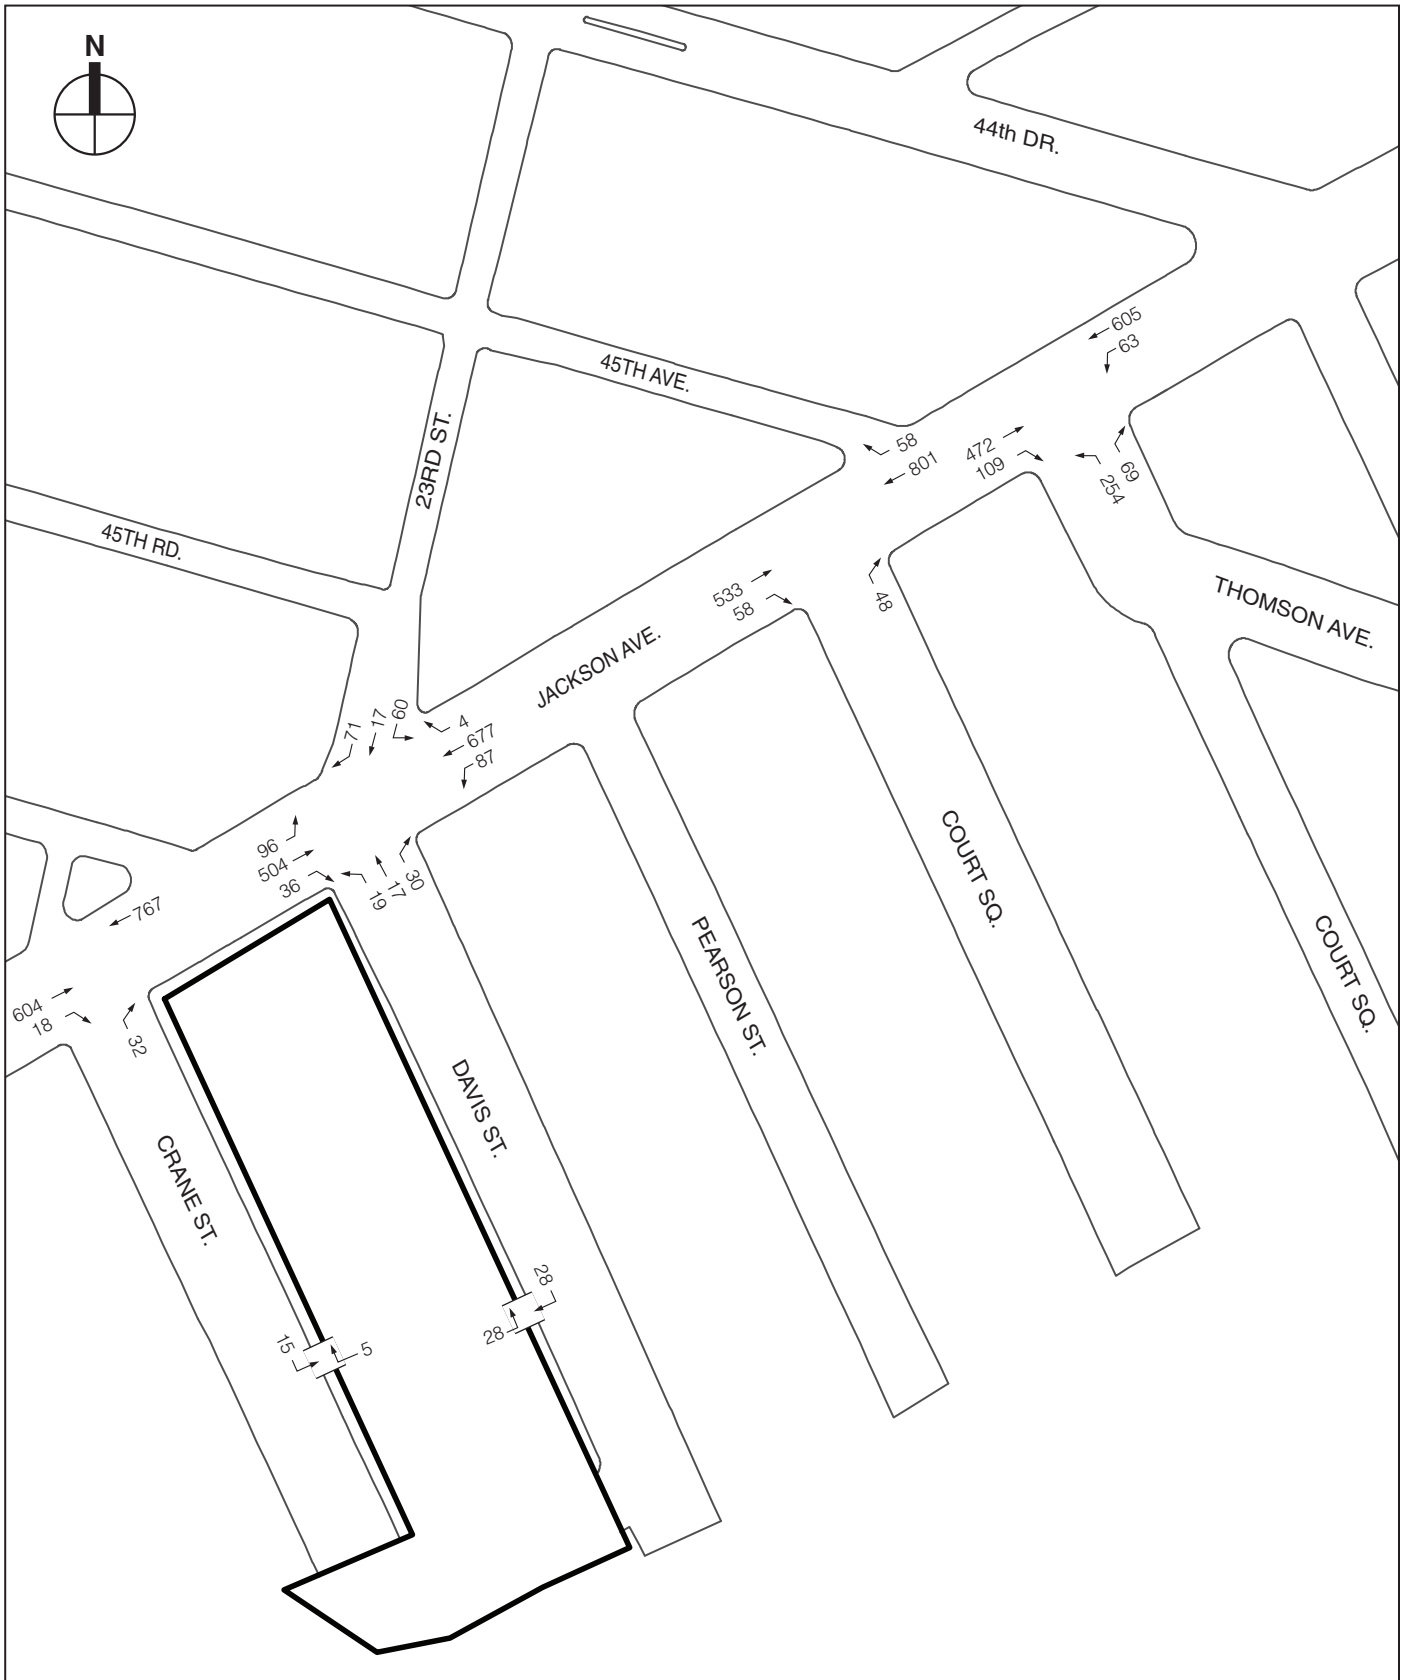 N
44th DR.
605
63
45TH AVE.
58
801
472
109
69
254
23RD ST.
45TH RD.
533
58
48
THOMSON AVE.
JACKSON AVE.
71
17
60
4
677
87
96
504
36
19
17
30
767
604
18
32
COURT SQ.
PEARSON ST.
COURT SQ.
DAVIS ST.
CRANE ST.
28
28
15
5